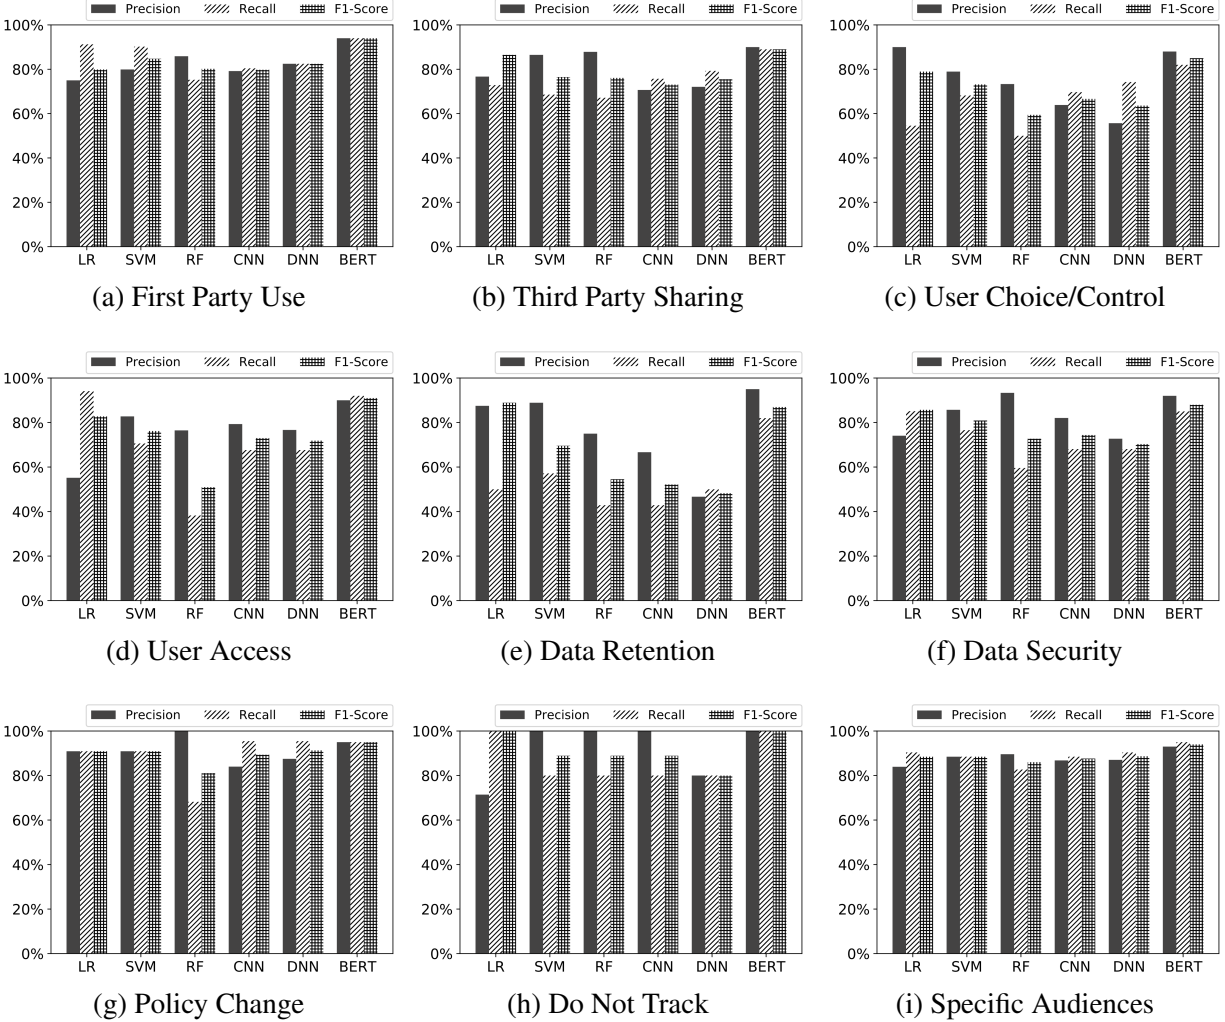 Precision Recall F1-Score
100%
80%
60%
40%
20%
0%
LR SVM RF CNN DNN BERT
(a) First Party Use
Precision Recall F1-Score
100%
80%
60%
40%
20%
0%
LR SVM RF CNN DNN BERT
(b) Third Party Sharing
Precision Recall F1-Score
100%
80%
60%
40%
20%
0%
LR SVM RF CNN DNN BERT
(c) User Choice/Control
Precision Recall F1-Score
100%
80%
60%
40%
20%
0%
LR SVM RF CNN DNN BERT
(d) User Access
Precision Recall F1-Score
100%
80%
60%
40%
20%
0%
LR SVM RF CNN DNN BERT
(e) Data Retention
Precision Recall F1-Score
100%
80%
60%
40%
20%
0%
LR SVM RF CNN DNN BERT
(f) Data Security
Precision Recall F1-Score
100%
80%
60%
40%
20%
0%
LR SVM RF CNN DNN BERT
(g) Policy Change
Precision Recall F1-Score
100%
80%
60%
40%
20%
0%
LR SVM RF CNN DNN BERT
(h) Do Not Track
Precision Recall F1-Score
100%
80%
60%
40%
20%
0%
LR SVM RF CNN DNN BERT
(i) Specific Audiences